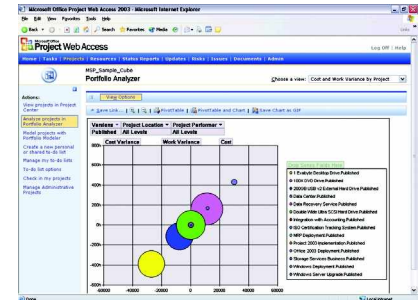 Microsoft Office Project Web Access 2003 - Microsoft Internet Explorer
File Edit View Favorites Tools Help
Back Search Favorites Media
Microsoft Office
Project Web Access
Log Off | Help
Home | Tasks | Projects | Resources | Status Reports | Updates | Risks | Issues | Documents | Admin
MSP_Sample_Cube
Portfolio Analyzer
Choose a view: Cost and Work Variance by Project
Actions:
View projects in Project Center
Analyze projects in Portfolio Analyzer
Model projects with Portfolio Modeler
Create a new personal or shared to-do list
Manage my to-do lists
To-do list options
Check in my projects
Manage Administrative Projects
View Options
Save Link... | PivotTable | PivotTable and Chart | Save Chart as GIF
Versions Project Location Project Performer
Published All Levels All Levels
Cost Variance Work Variance Cost
800h
600h
400h
200h
0h
-200h
-400h
-600h
-40000 -20000 0 20000 40000 60000
Drop Series Fields Here
1 Exabyte Desktop Drive.Published
100X DVD Drive.Published
200GB USB v2 External Hard Drive.Published
Data Center.Published
Data Recovery Service.Published
Double Wide Ultra SCSI Hard Drive.Published
Integration with Accounting.Published
ISO Certification Tracking System.Published
MRP Deployment.Published
Project 2003 Implementation.Published
Office 2003 Deployment.Published
Storage Services Business.Published
Windows Deployment.Published
Windows Server Upgrade.Published
Done
Local intranet